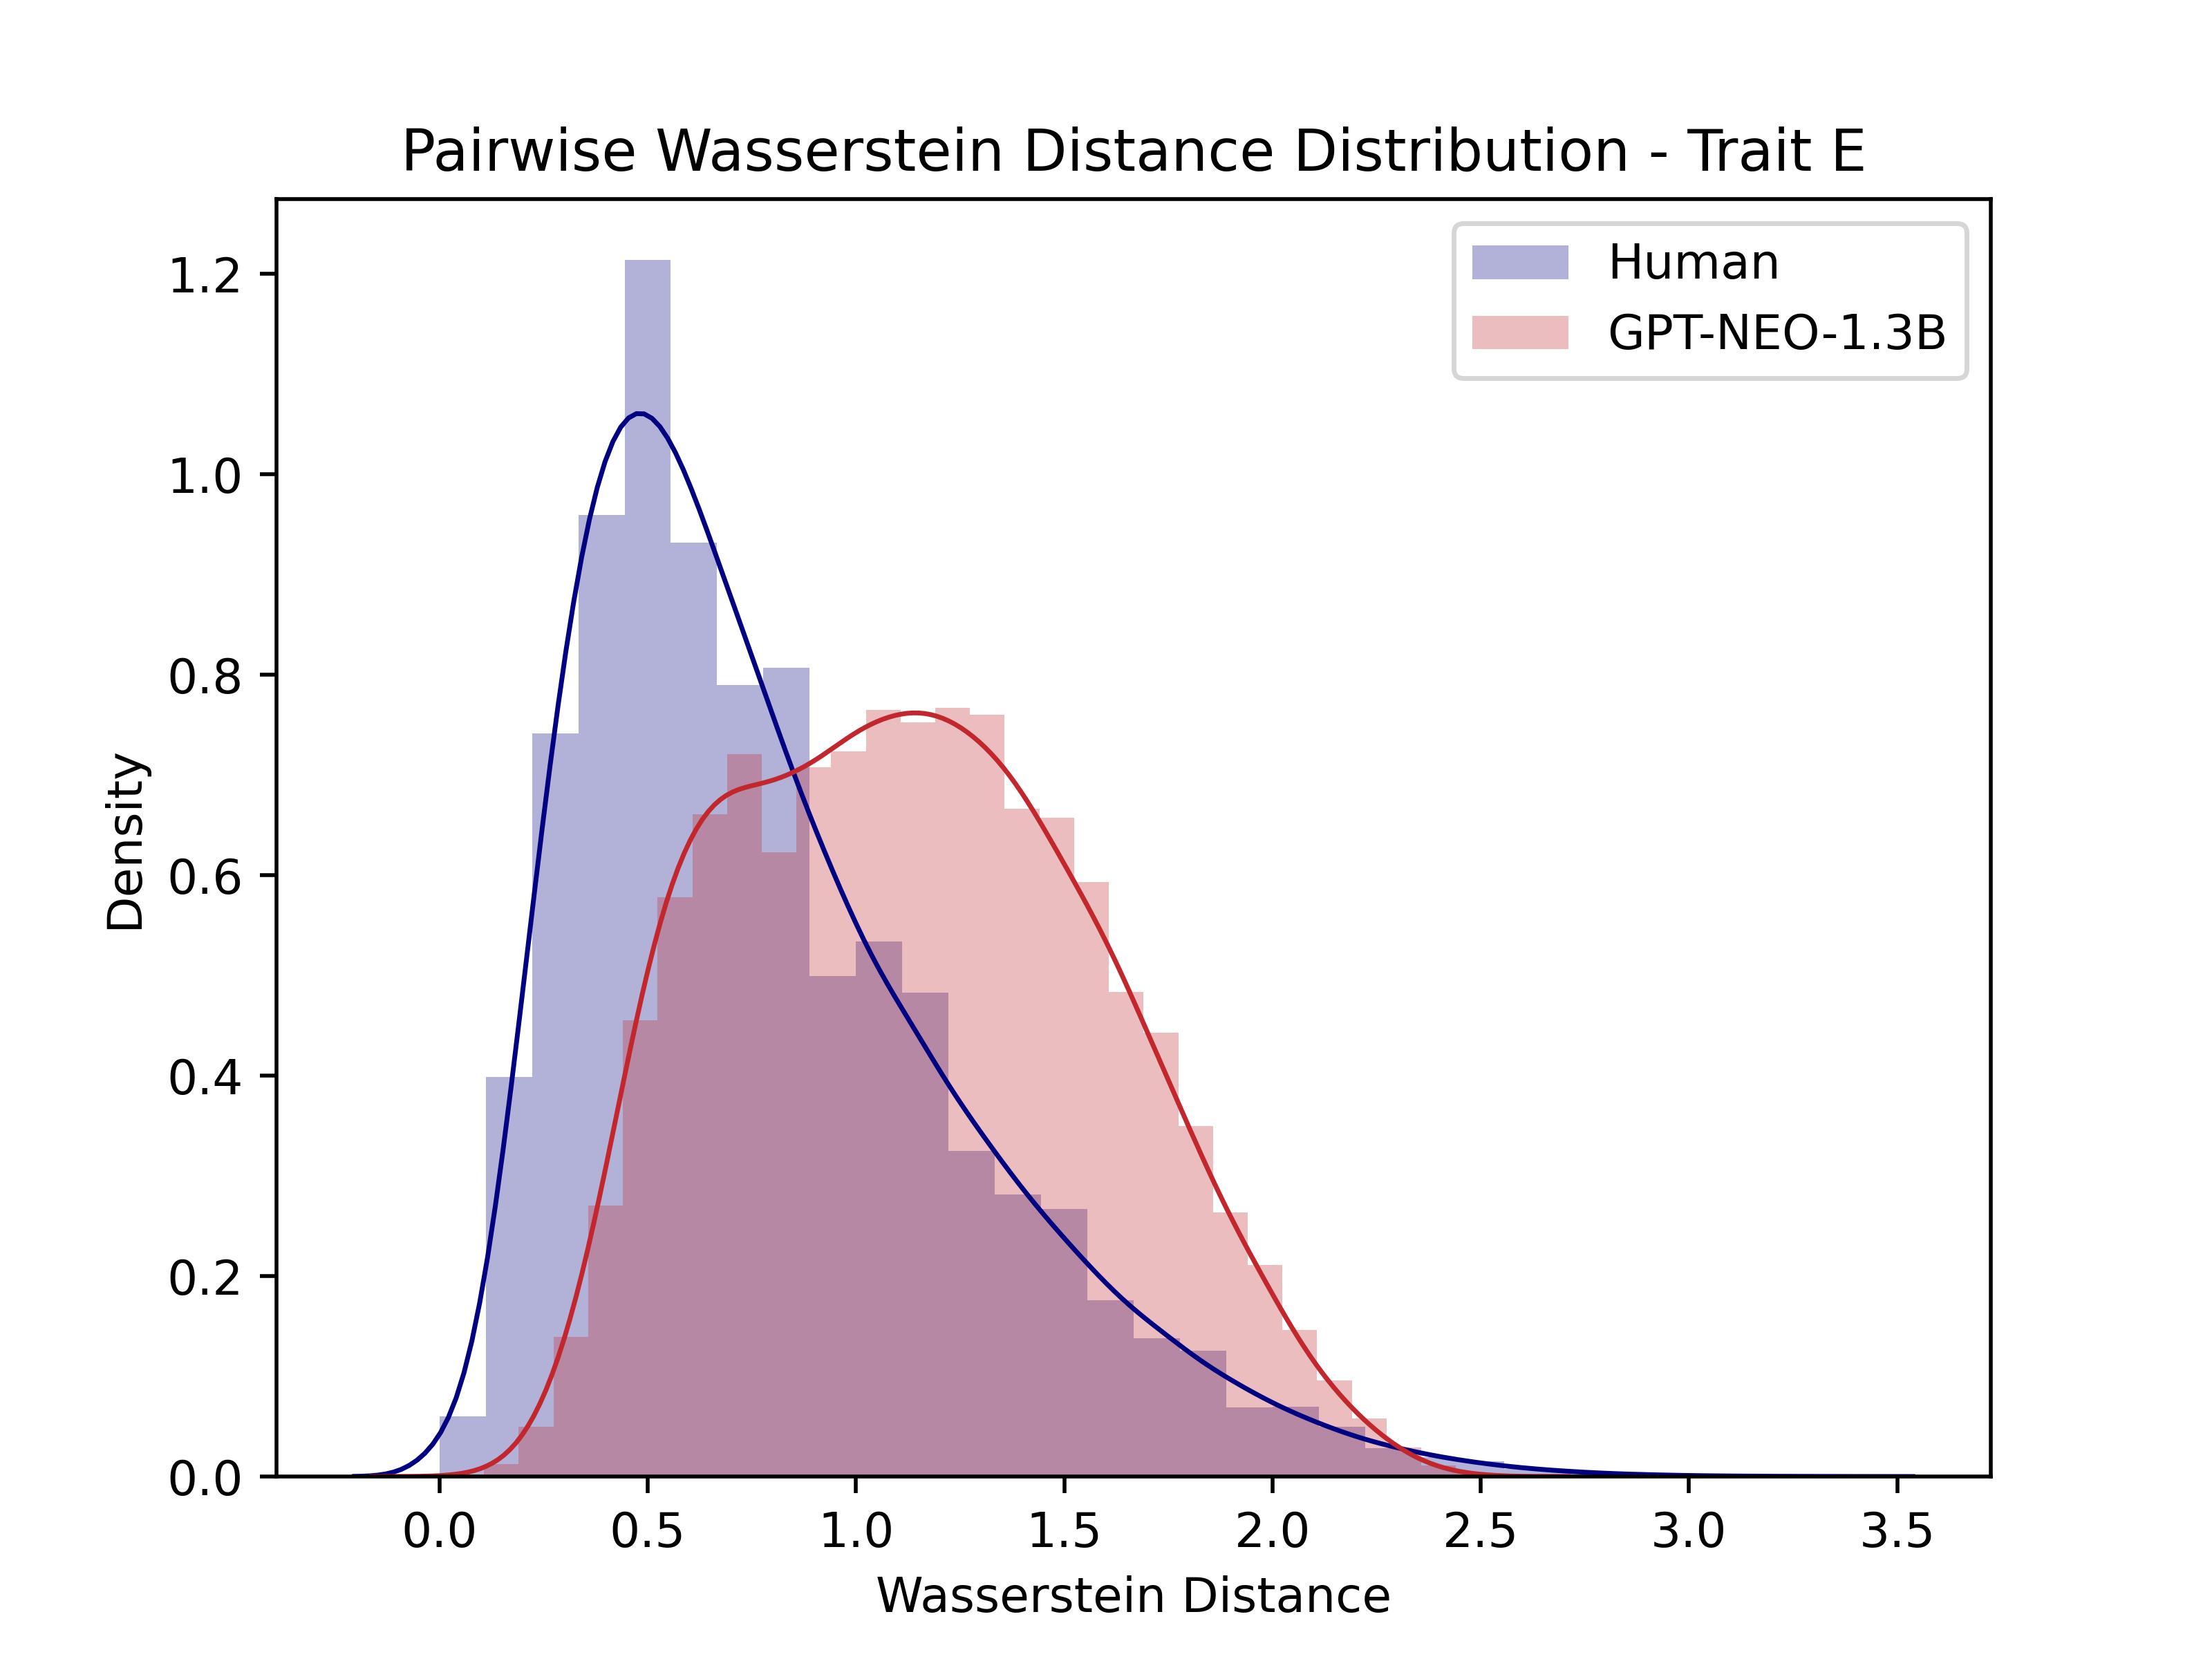 Pairwise Wasserstein Distance Distribution - Trait E
Human
GPT-NEO-1.3B
1.2
1.0
0.8
0.6
0.4
0.2
0.0
Density
0.0 0.5 1.0 1.5 2.0 2.5 3.0 3.5
Wasserstein Distance